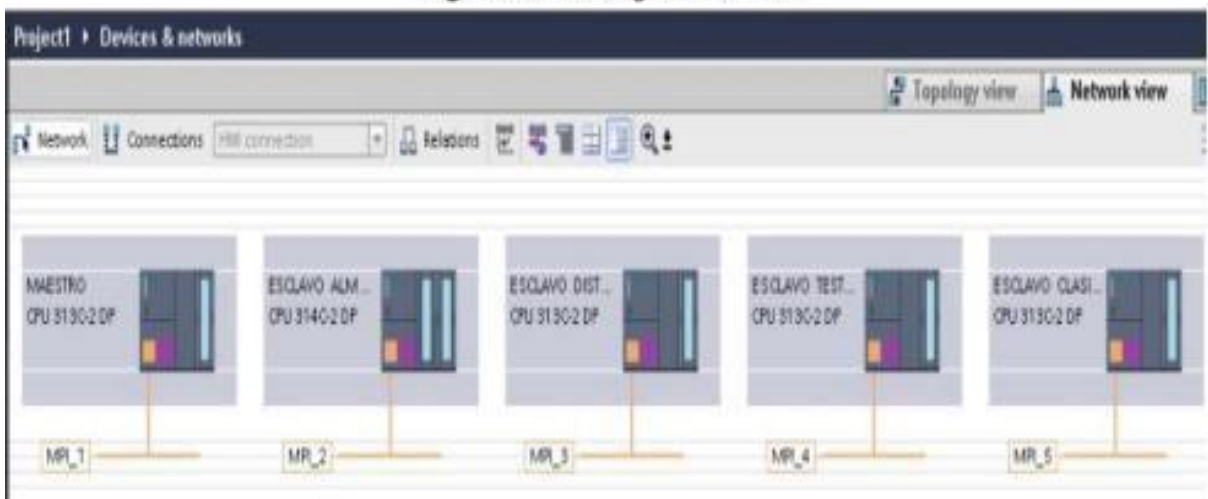 Project1 ▸ Devices & networks
Topology view Network view
Network Connections HMI connection Relations
MAESTRO
CPU 313C-2 DP
ESCLAVO ALM...
CPU 314C-2 DP
ESCLAVO DIST...
CPU 313C-2 DP
ESCLAVO TEST...
CPU 313C-2 DP
ESCLAVO CLASI...
CPU 313C-2 DP
MPI_1
MPI_2
MPI_3
MPI_4
MPI_5